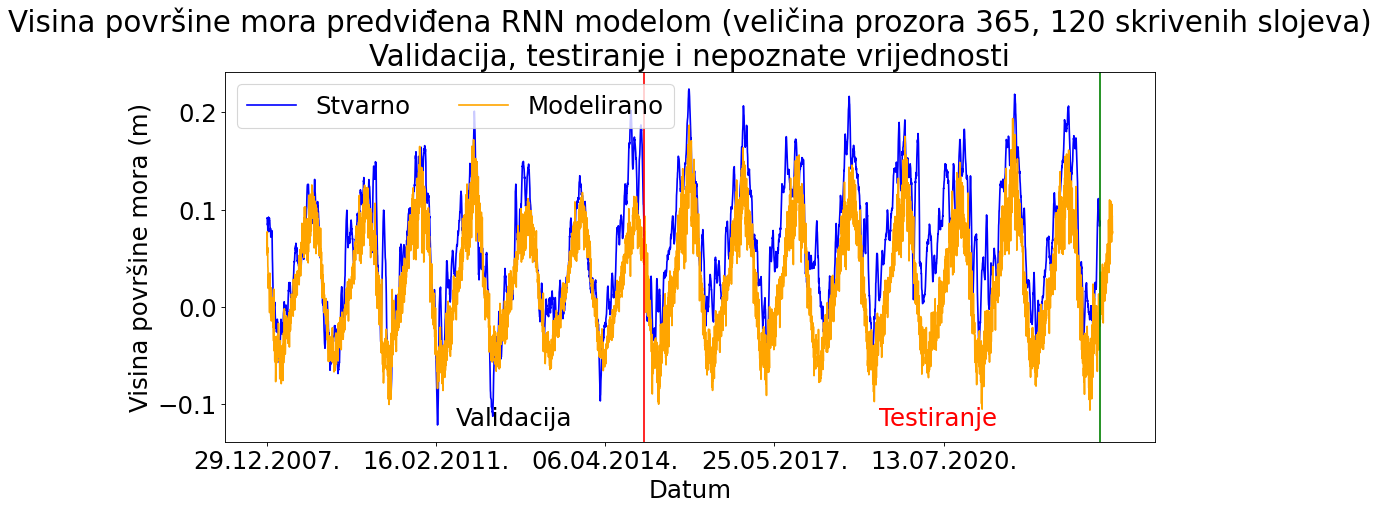 Visina površine mora predviđena RNN modelom (veličina prozora 365, 120 skrivenih slojeva)
Validacija, testiranje i nepoznate vrijednosti
Stvarno
Modelirano
Visina površine mora (m)
0.2
0.1
0.0
−0.1
Validacija
Testiranje
29.12.2007.
16.02.2011.
06.04.2014.
25.05.2017.
13.07.2020.
Datum